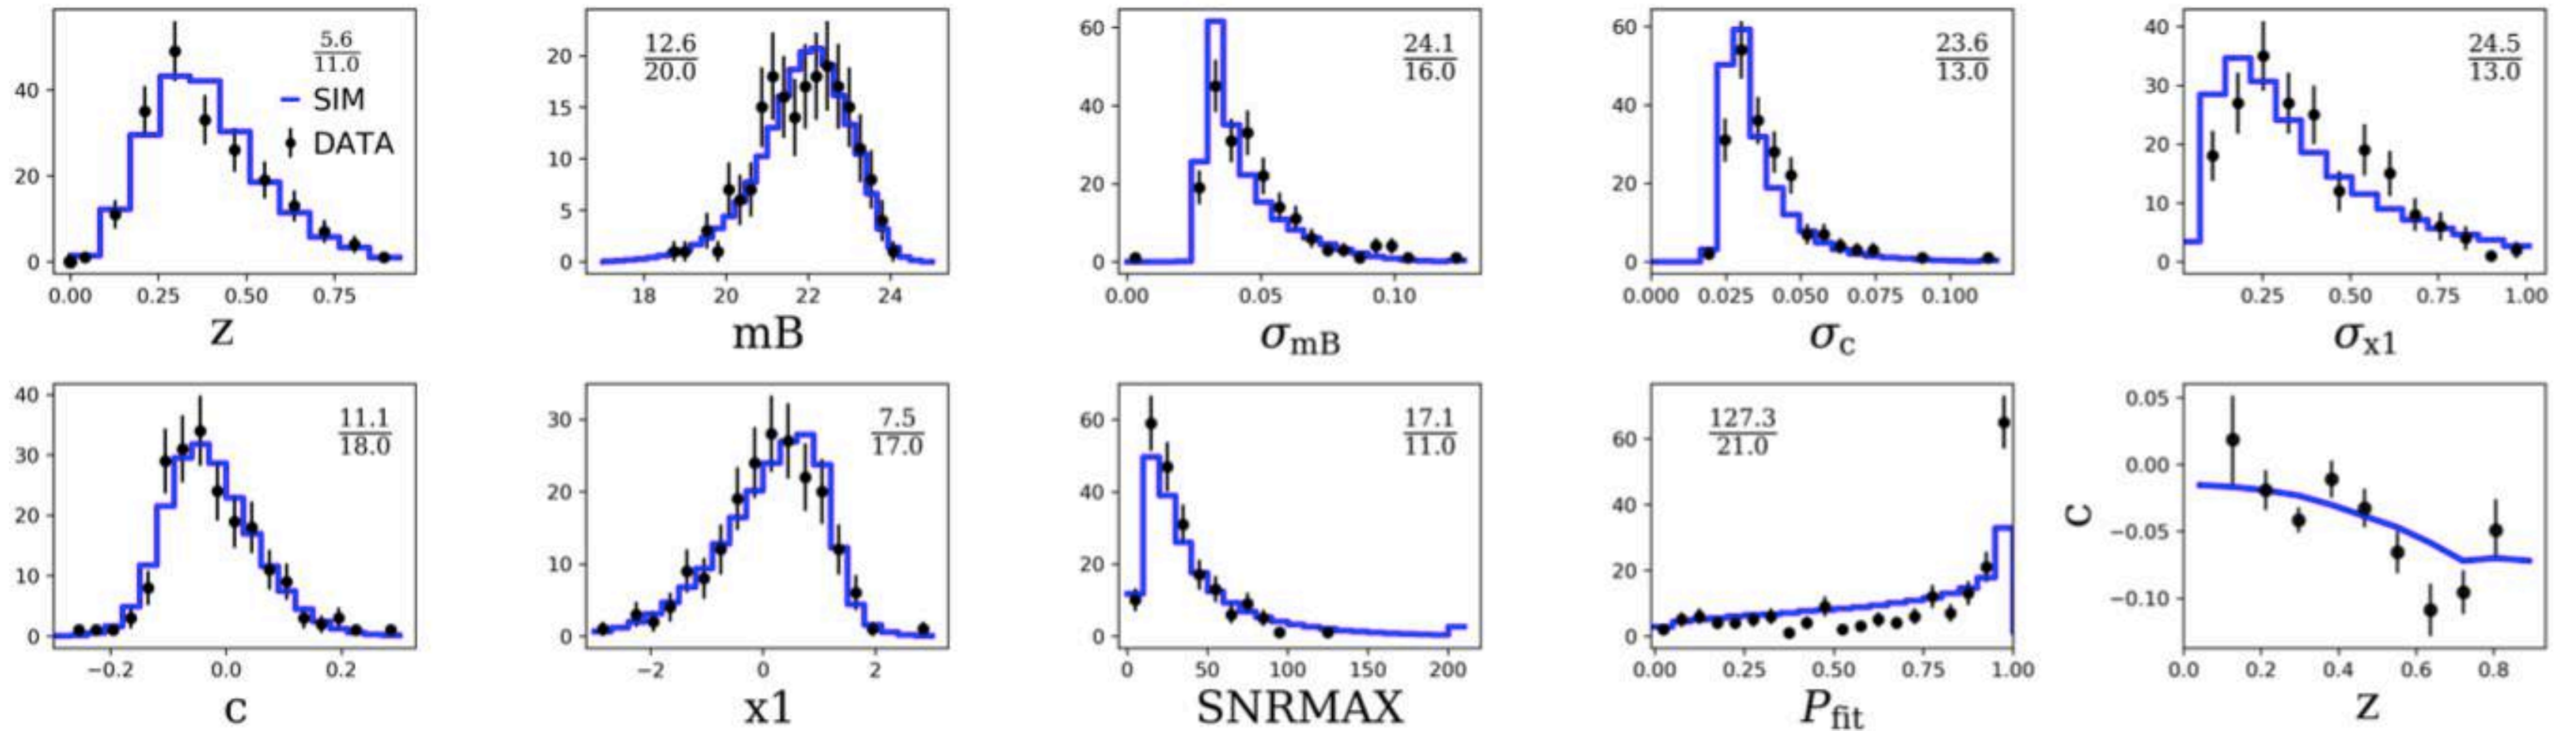 5.6
11.0
SIM
DATA
0
20
40
0.00 0.25 0.50 0.75
z
12.6
20.0
0
5
10
15
20
18 20 22 24
mB
24.1
16.0
0
20
40
60
0.00 0.05 0.10
σmB
23.6
13.0
0
20
40
60
0.000 0.025 0.050 0.075 0.100
σc
24.5
13.0
0
10
20
30
40
0.25 0.50 0.75 1.00
σx1
11.1
18.0
0
10
20
30
40
−0.2 0.0 0.2
c
7.5
17.0
0
10
20
30
−2 0 2
x1
17.1
11.0
0
20
40
60
0 50 100 150 200
SNRMAX
127.3
21.0
0
20
40
60
0.00 0.25 0.50 0.75 1.00
Pfit
c
0.05
0.00
−0.05
−0.10
0.0 0.2 0.4 0.6 0.8
z